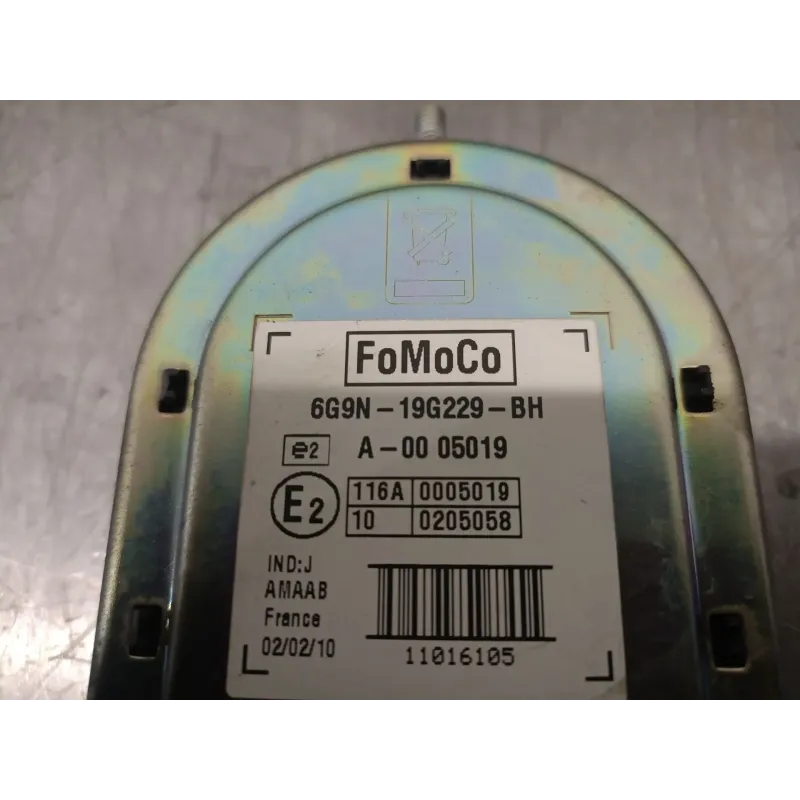 FoMoCo
6G9N-19G229-BH
e2 A-00 05019
E2 116A 0005019
10 0205058
IND:J
AMAAB
France
02/02/10
11016105